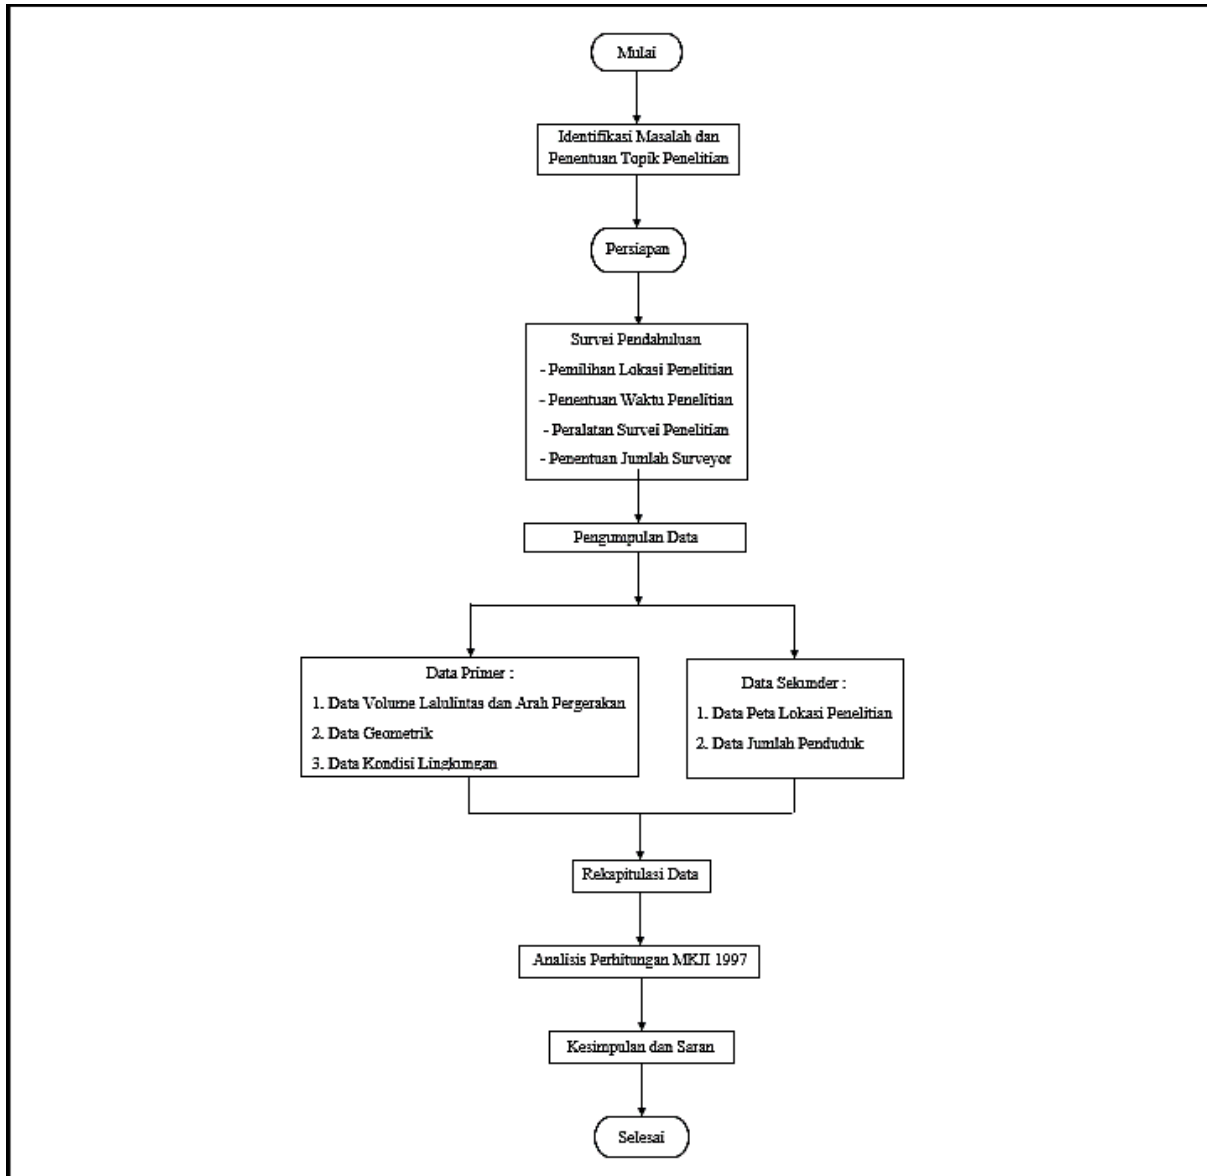 Mulai
Identifikasi Masalah dan
Penentuan Topik Penelitian
Persiapan
Survei Pendahuluan
- Pemilihan Lokasi Penelitian
- Penentuan Waktu Penelitian
- Peralatan Survei Penelitian
- Penentuan Jumlah Surveyor
Pengumpulan Data
Data Primer :
1. Data Volume Lalulintas dan Arah Pergerakan
2. Data Geometrik
3. Data Kondisi Lingkungan
Data Sekunder :
1. Data Peta Lokasi Penelitian
2. Data Jumlah Penduduk
Rekapitulasi Data
Analisis Perhitungan MKJI 1997
Kesimpulan dan Saran
Selesai